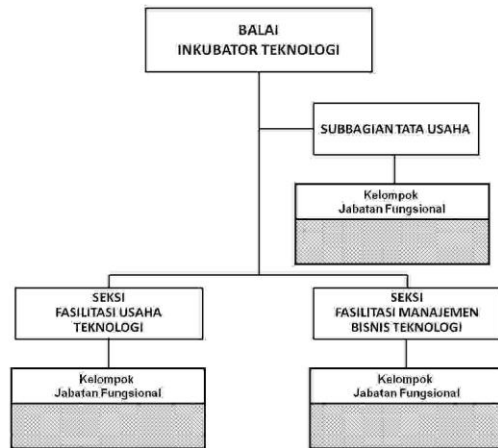 BALAI
INKUBATOR TEKNOLOGI
SUBBAGIAN TATA USAHA
Kelompok
Jabatan Fungsional
SEKSI
FASILITAS USAHA
TEKNOLOGI
SEKSI
FASILITASI MANAJEMEN
BISNIS TEKNOLOGI
Kelompok
Jabatan Fungsional
Kelompok
Jabatan Fungsional